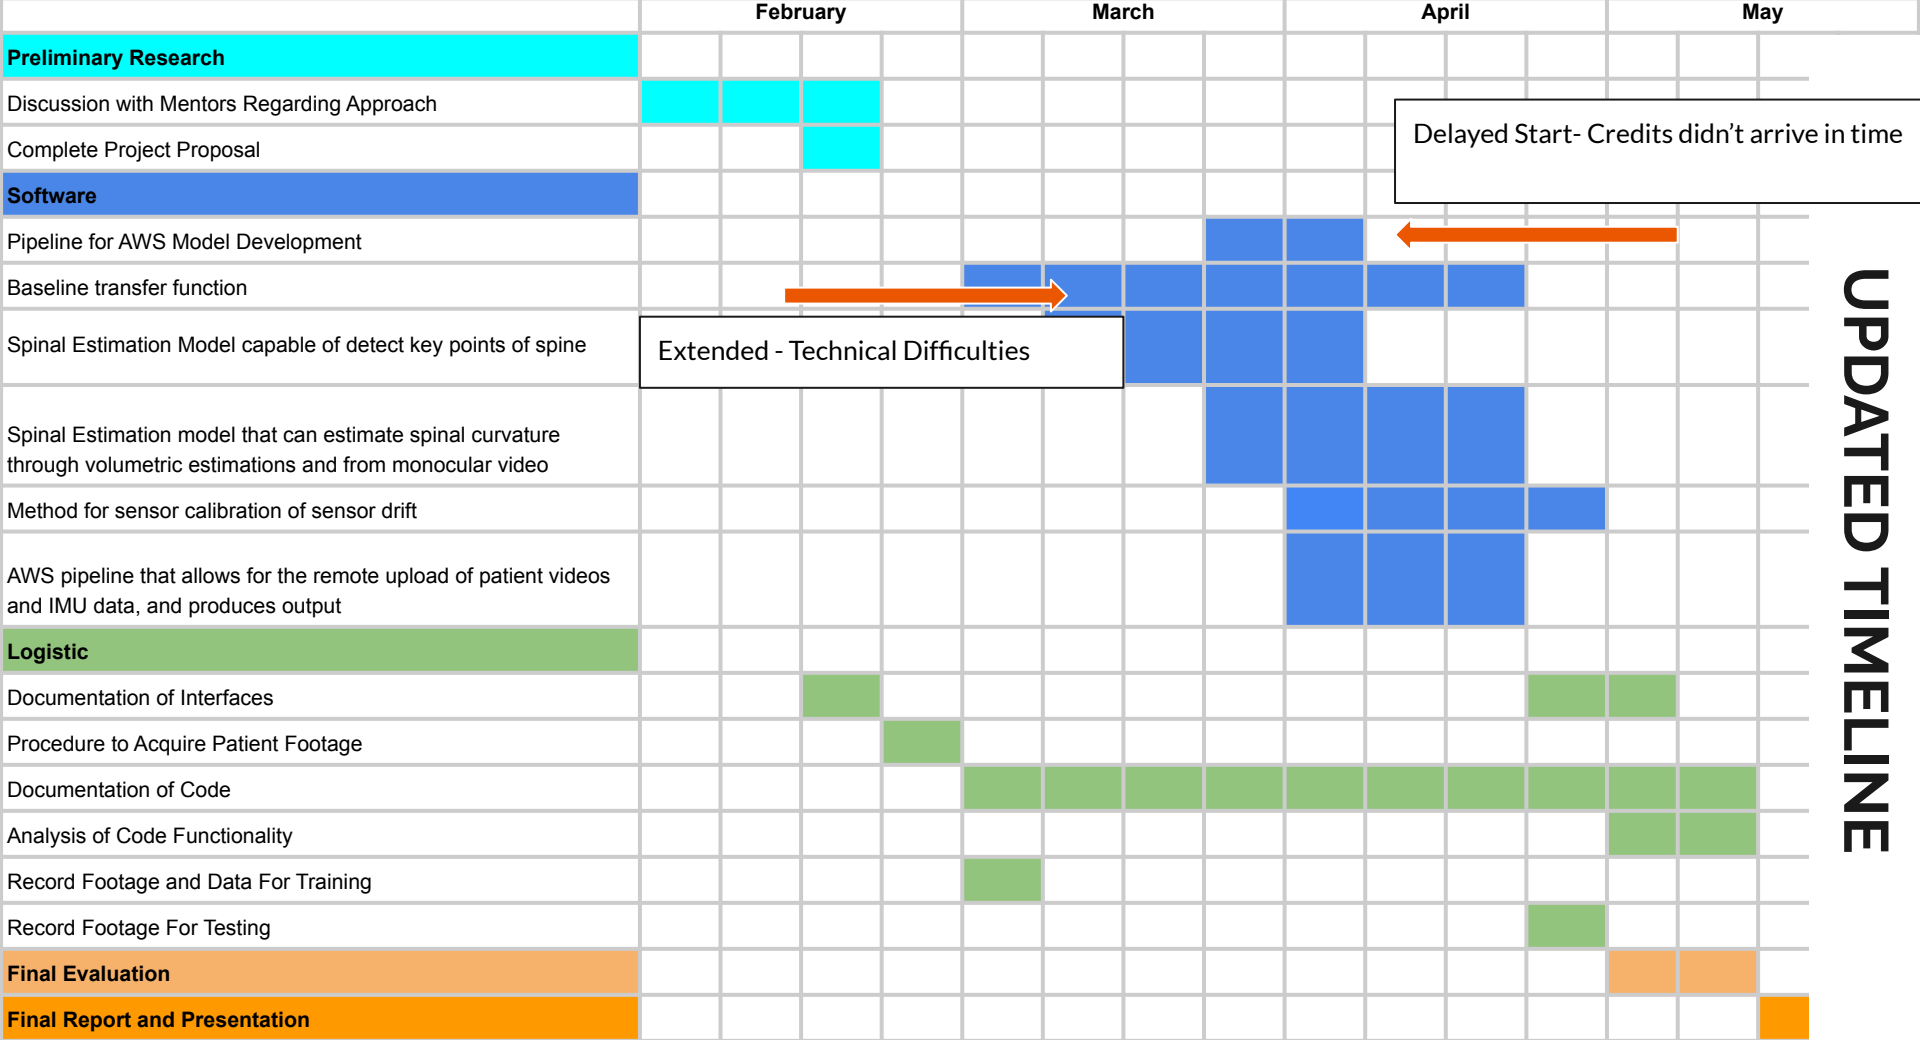 February March April May
Preliminary Research
Discussion with Mentors Regarding Approach
Delayed Start- Credits didn’t arrive in time
Complete Project Proposal
Software
Pipeline for AWS Model Development
Baseline transfer function
Spinal Estimation Model capable of detect key points of spine
Extended - Technical Difficulties
Spinal Estimation model that can estimate spinal curvature
through volumetric estimations and from monocular video
Method for sensor calibration of sensor drift
AWS pipeline that allows for the remote upload of patient videos
and IMU data, and produces output
Logistic
Documentation of Interfaces
Procedure to Acquire Patient Footage
Documentation of Code
Analysis of Code Functionality
Record Footage and Data For Training
Record Footage For Testing
Final Evaluation
Final Report and Presentation
UPDATED TIMELINE